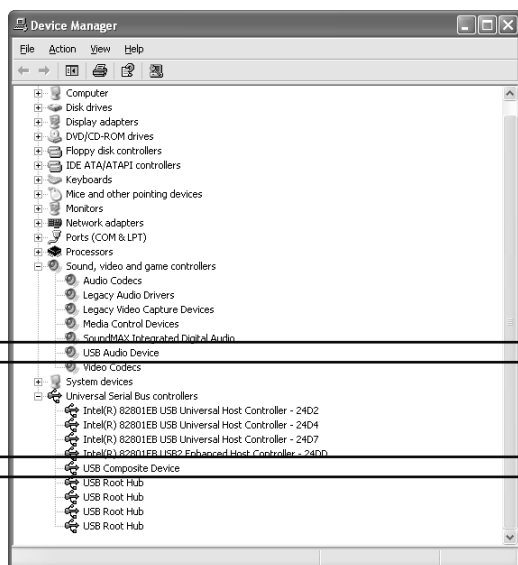 Device Manager
File Action View Help
Computer
Disk drives
Display adapters
DVD/CD-ROM drives
Floppy disk controllers
IDE ATA/ATAPI controllers
Keyboards
Mice and other pointing devices
Monitors
Network adapters
Ports (COM & LPT)
Processors
Sound, video and game controllers
Audio Codecs
Legacy Audio Drivers
Legacy Video Capture Devices
Media Control Devices
SoundMAX Integrated Digital Audio
USB Audio Device
Video Codecs
System devices
Universal Serial Bus controllers
Intel(R) 82801EB USB Universal Host Controller - 24D2
Intel(R) 82801EB USB Universal Host Controller - 24D4
Intel(R) 82801EB USB Universal Host Controller - 24D7
Intel(R) 82801EB USB2 Enhanced Host Controller - 24DD
USB Composite Device
USB Root Hub
USB Root Hub
USB Root Hub
USB Root Hub